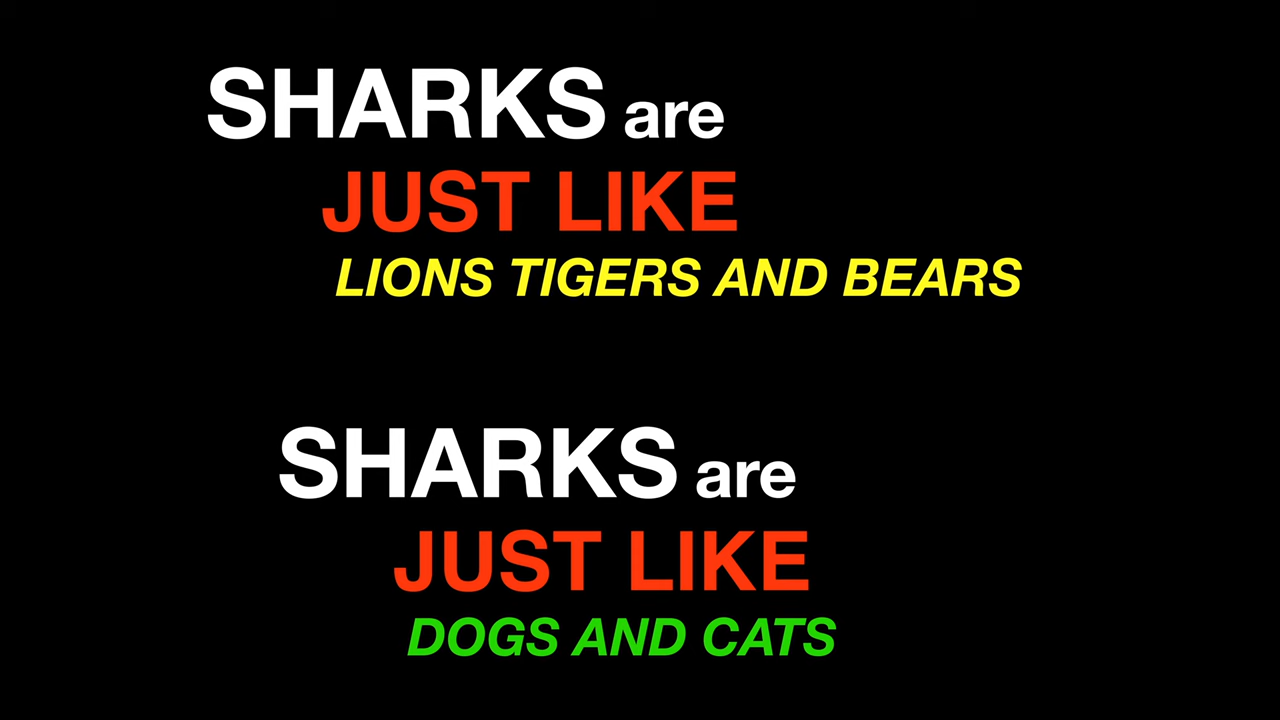 SHARKS are
JUST LIKE
LIONS TIGERS AND BEARS
SHARKS are
JUST LIKE
DOGS AND CATS